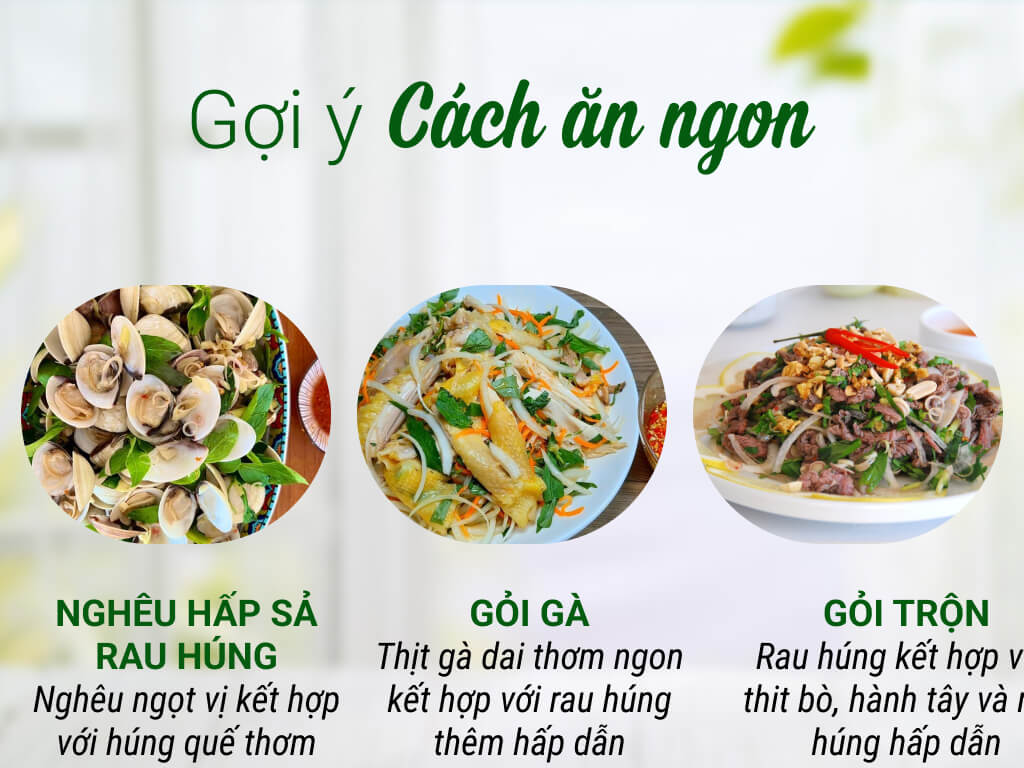 Gợi ý Cách ăn ngon
NGHÊU HẤP SẢ
RAU HÚNG
Nghêu ngọt vị kết hợp
với húng quế thơm
GỎI GÀ
Thịt gà dai thơm ngon
kết hợp với rau húng
thêm hấp dẫn
GỎI TRỘN
Rau húng kết hợp
thit bò, hành tây và
húng hấp dẫn